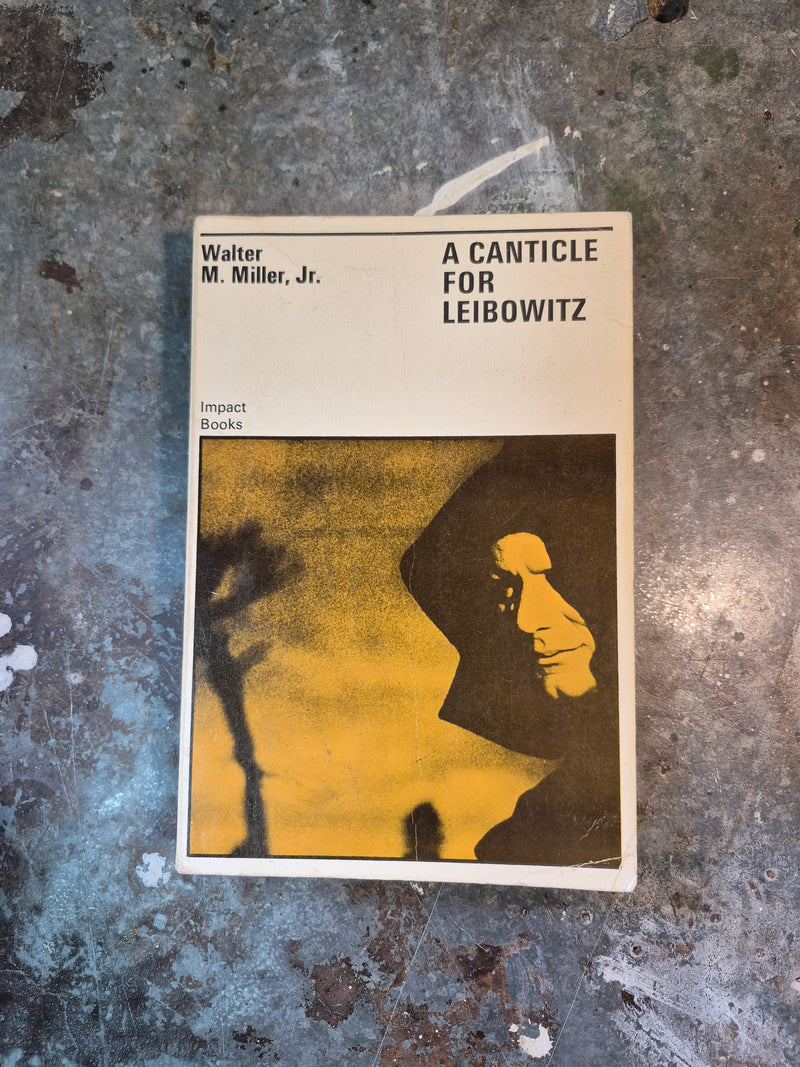 Walter
M. Miller, Jr.
A CANTICLE
FOR
LEIBOWITZ
Impact
Books